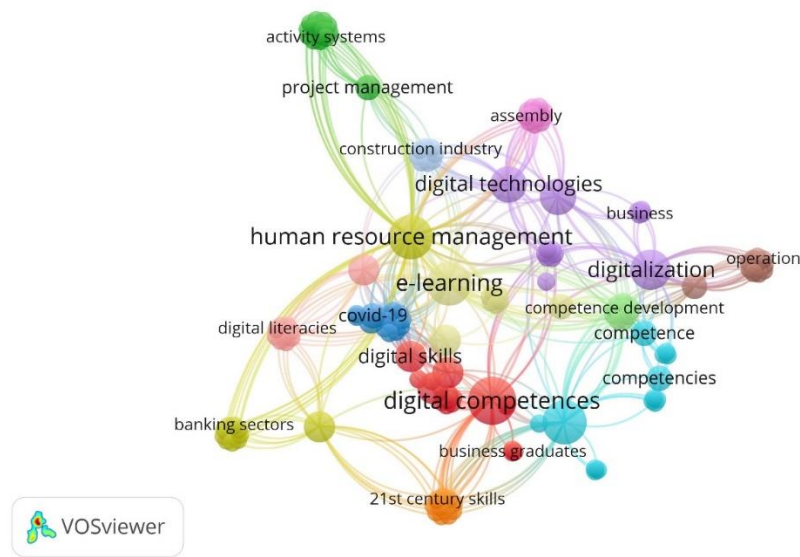 activity systems
project management
assembly
construction industry
digital technologies
business
human resource management
operation
digitalization
e-learning
competence development
covid-19
digital literacies
competence
digital skills
competencies
digital competences
banking sectors
business graduates
21st century skills
VOSviewer